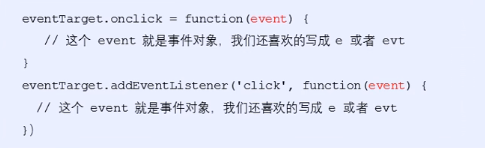 eventTarget.onclick = function(event) {
// 这个 event 就是事件对象，我们还喜欢的写成 e 或者 evt
}
eventTarget.addEventListener('click', function(event) {
// 这个 event 就是事件对象，我们还喜欢的写成 e 或者 evt
})